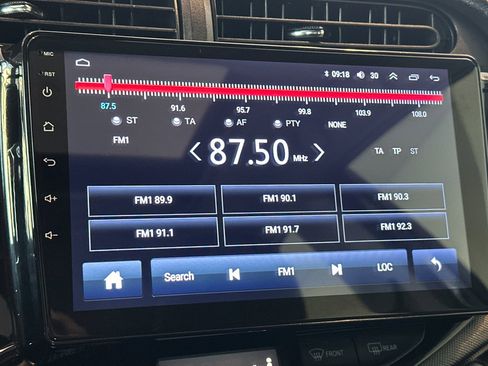 MIC
RST
09:18 30
87.5 91.6 95.7 99.8 103.9 108.0
ST TA AF PTY NONE
FM1
87.50 MHz
TA TP ST
FM1 89.9 FM1 90.1 FM1 90.3
FM1 91.1 FM1 91.7 FM1 92.3
Search FM1 LOC
FRONT REAR